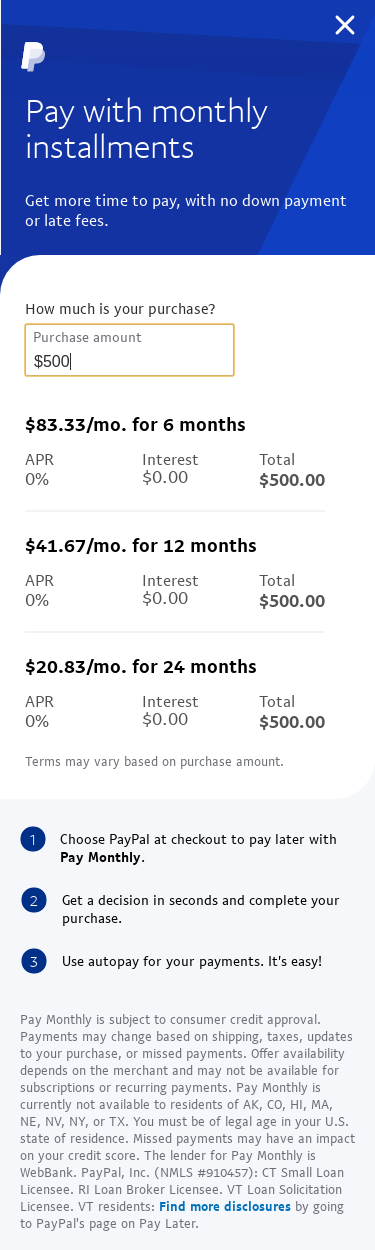 Pay with monthly
installments
Get more time to pay, with no down payment
or late fees.
How much is your purchase?
Purchase amount
$500
$83.33/mo. for 6 months
APR Interest Total
0% $0.00 $500.00
$41.67/mo. for 12 months
APR Interest Total
0% $0.00 $500.00
$20.83/mo. for 24 months
APR Interest Total
0% $0.00 $500.00
Terms may vary based on purchase amount.
1 Choose PayPal at checkout to pay later with
Pay Monthly.
2 Get a decision in seconds and complete your
purchase.
3 Use autopay for your payments. It's easy!
Pay Monthly is subject to consumer credit approval.
Payments may change based on shipping, taxes, updates
to your purchase, or missed payments. Offer availability
depends on the merchant and may not be available for
subscriptions or recurring payments. Pay Monthly is
currently not available to residents of AK, CO, HI, MA,
NE, NV, NY, or TX. You must be of legal age in your U.S.
state of residence. Missed payments may have an impact
on your credit score. The lender for Pay Monthly is
WebBank. PayPal, Inc. (NMLS #910457): CT Small Loan
Licensee. RI Loan Broker Licensee. VT Loan Solicitation
Licensee. VT residents: Find more disclosures by going
to PayPal's page on Pay Later.